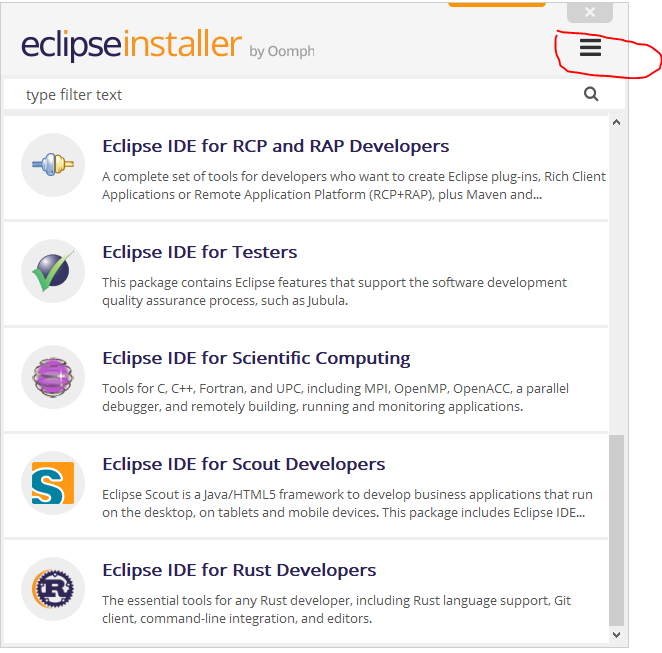 eclipseinstaller by Oomph
type filter text
Eclipse IDE for RCP and RAP Developers
A complete set of tools for developers who want to create Eclipse plug-ins, Rich Client
Applications or Remote Application Platform (RCP+RAP), plus Maven and...
Eclipse IDE for Testers
This package contains Eclipse features that support the software development
quality assurance process, such as Jubula.
Eclipse IDE for Scientific Computing
Tools for C, C++, Fortran, and UPC, including MPI, OpenMP, OpenACC, a parallel
debugger, and remotely building, running and monitoring applications.
Eclipse IDE for Scout Developers
Eclipse Scout is a Java/HTML5 framework to develop business applications that run
on the desktop, on tablets and mobile devices. This package includes Eclipse IDE...
Eclipse IDE for Rust Developers
The essential tools for any Rust developer, including Rust language support, Git
client, command-line integration, and editors.